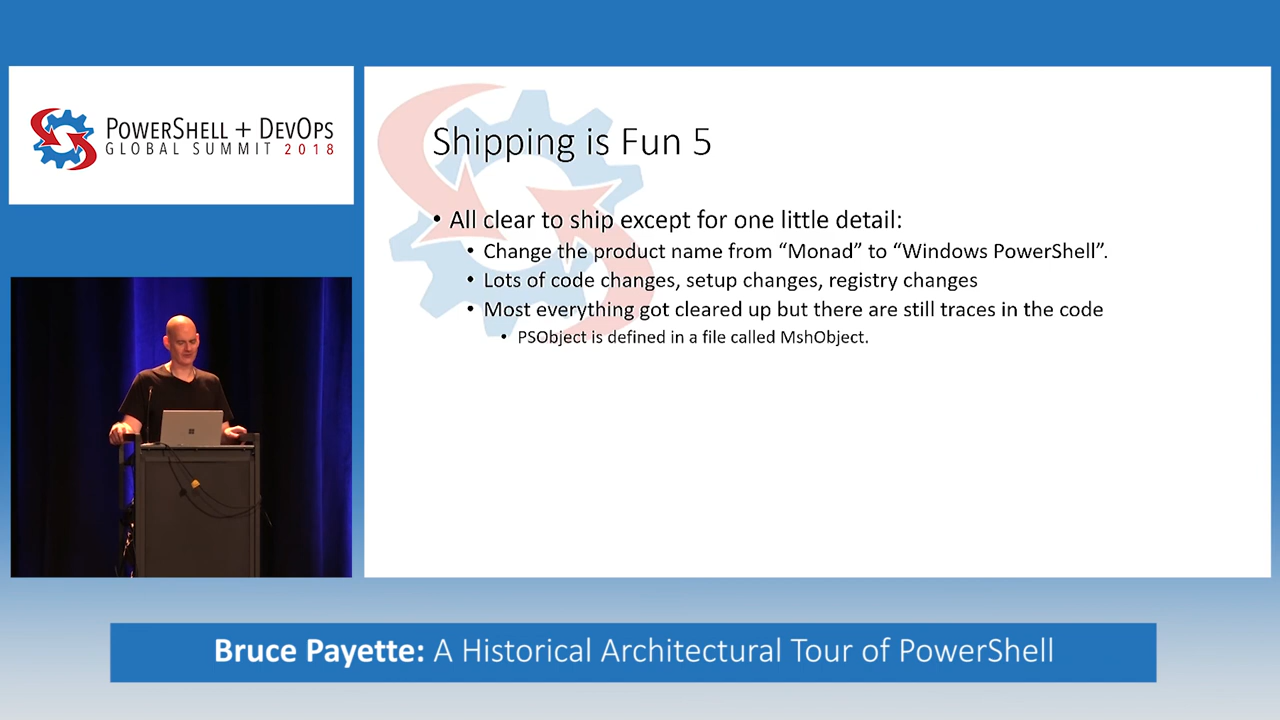 POWERSHELL + DEVOPS
GLOBAL SUMMIT 2018
Shipping is Fun 5
• All clear to ship except for one little detail:
• Change the product name from “Monad” to “Windows PowerShell”.
• Lots of code changes, setup changes, registry changes
• Most everything got cleared up but there are still traces in the code
• PSObject is defined in a file called MshObject.
Bruce Payette: A Historical Architectural Tour of PowerShell